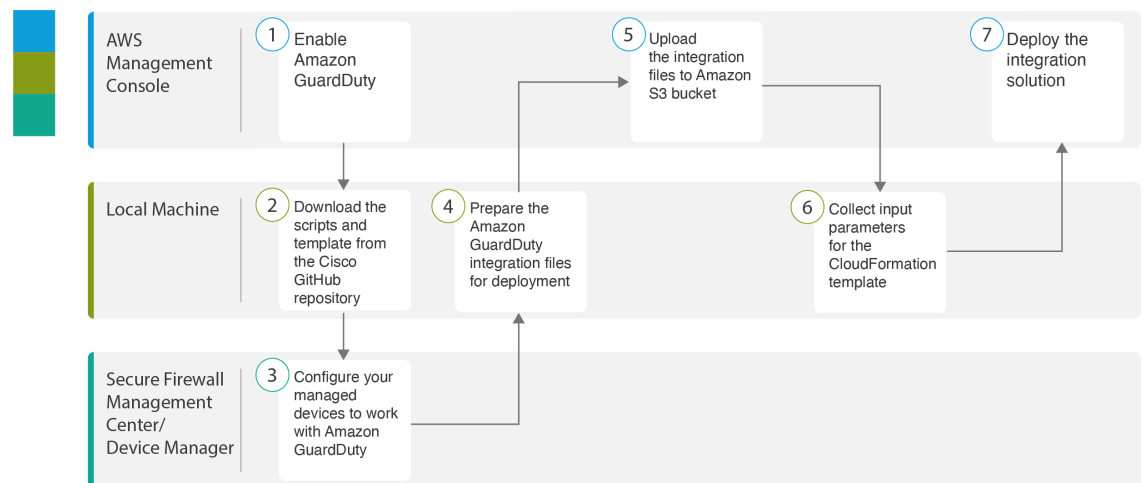 AWS
Management
Console
1
Enable
Amazon
GuardDuty
5
Upload
the integration
files to Amazon
S3 bucket
7
Deploy the
integration
solution
Local Machine
2
Download the
scripts and
template from
the Cisco
GitHub
repository
4
Prepare the
Amazon
GuardDuty
integration files
for deployment
6
Collect input
parameters
for the
CloudFormation
template
Secure Firewall
Management
Center/
Device Manager
3
Configure your
managed
devices to work
with Amazon
GuardDuty